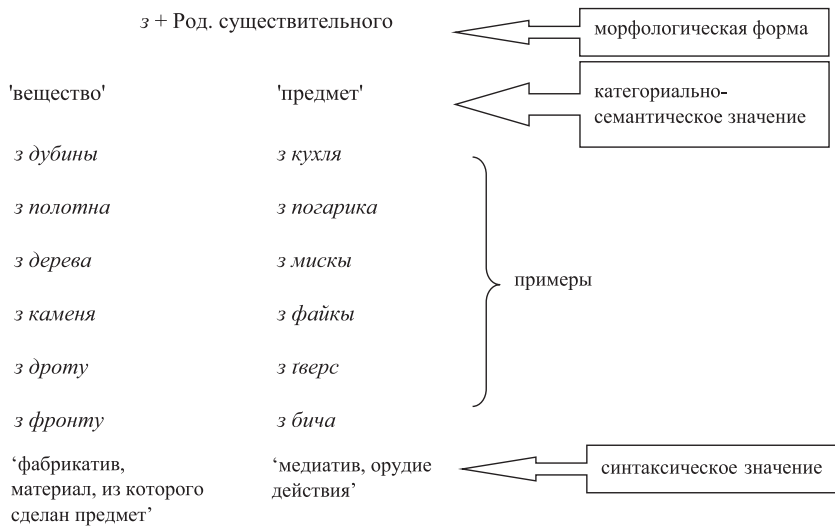 з + Род. существительного
морфологическая форма
'вещество' 'предмет'
категориально-
семантическое значение
з дубины з кухля
з полотна з погарика
з дерева з мискы
з каменя з файкы
примеры
з дроту з ґверс
з фронту з бича
‘фабрикатив, ‘медиатив, орудие
материал, из которого действия’
сделан предмет’
синтаксическое значение